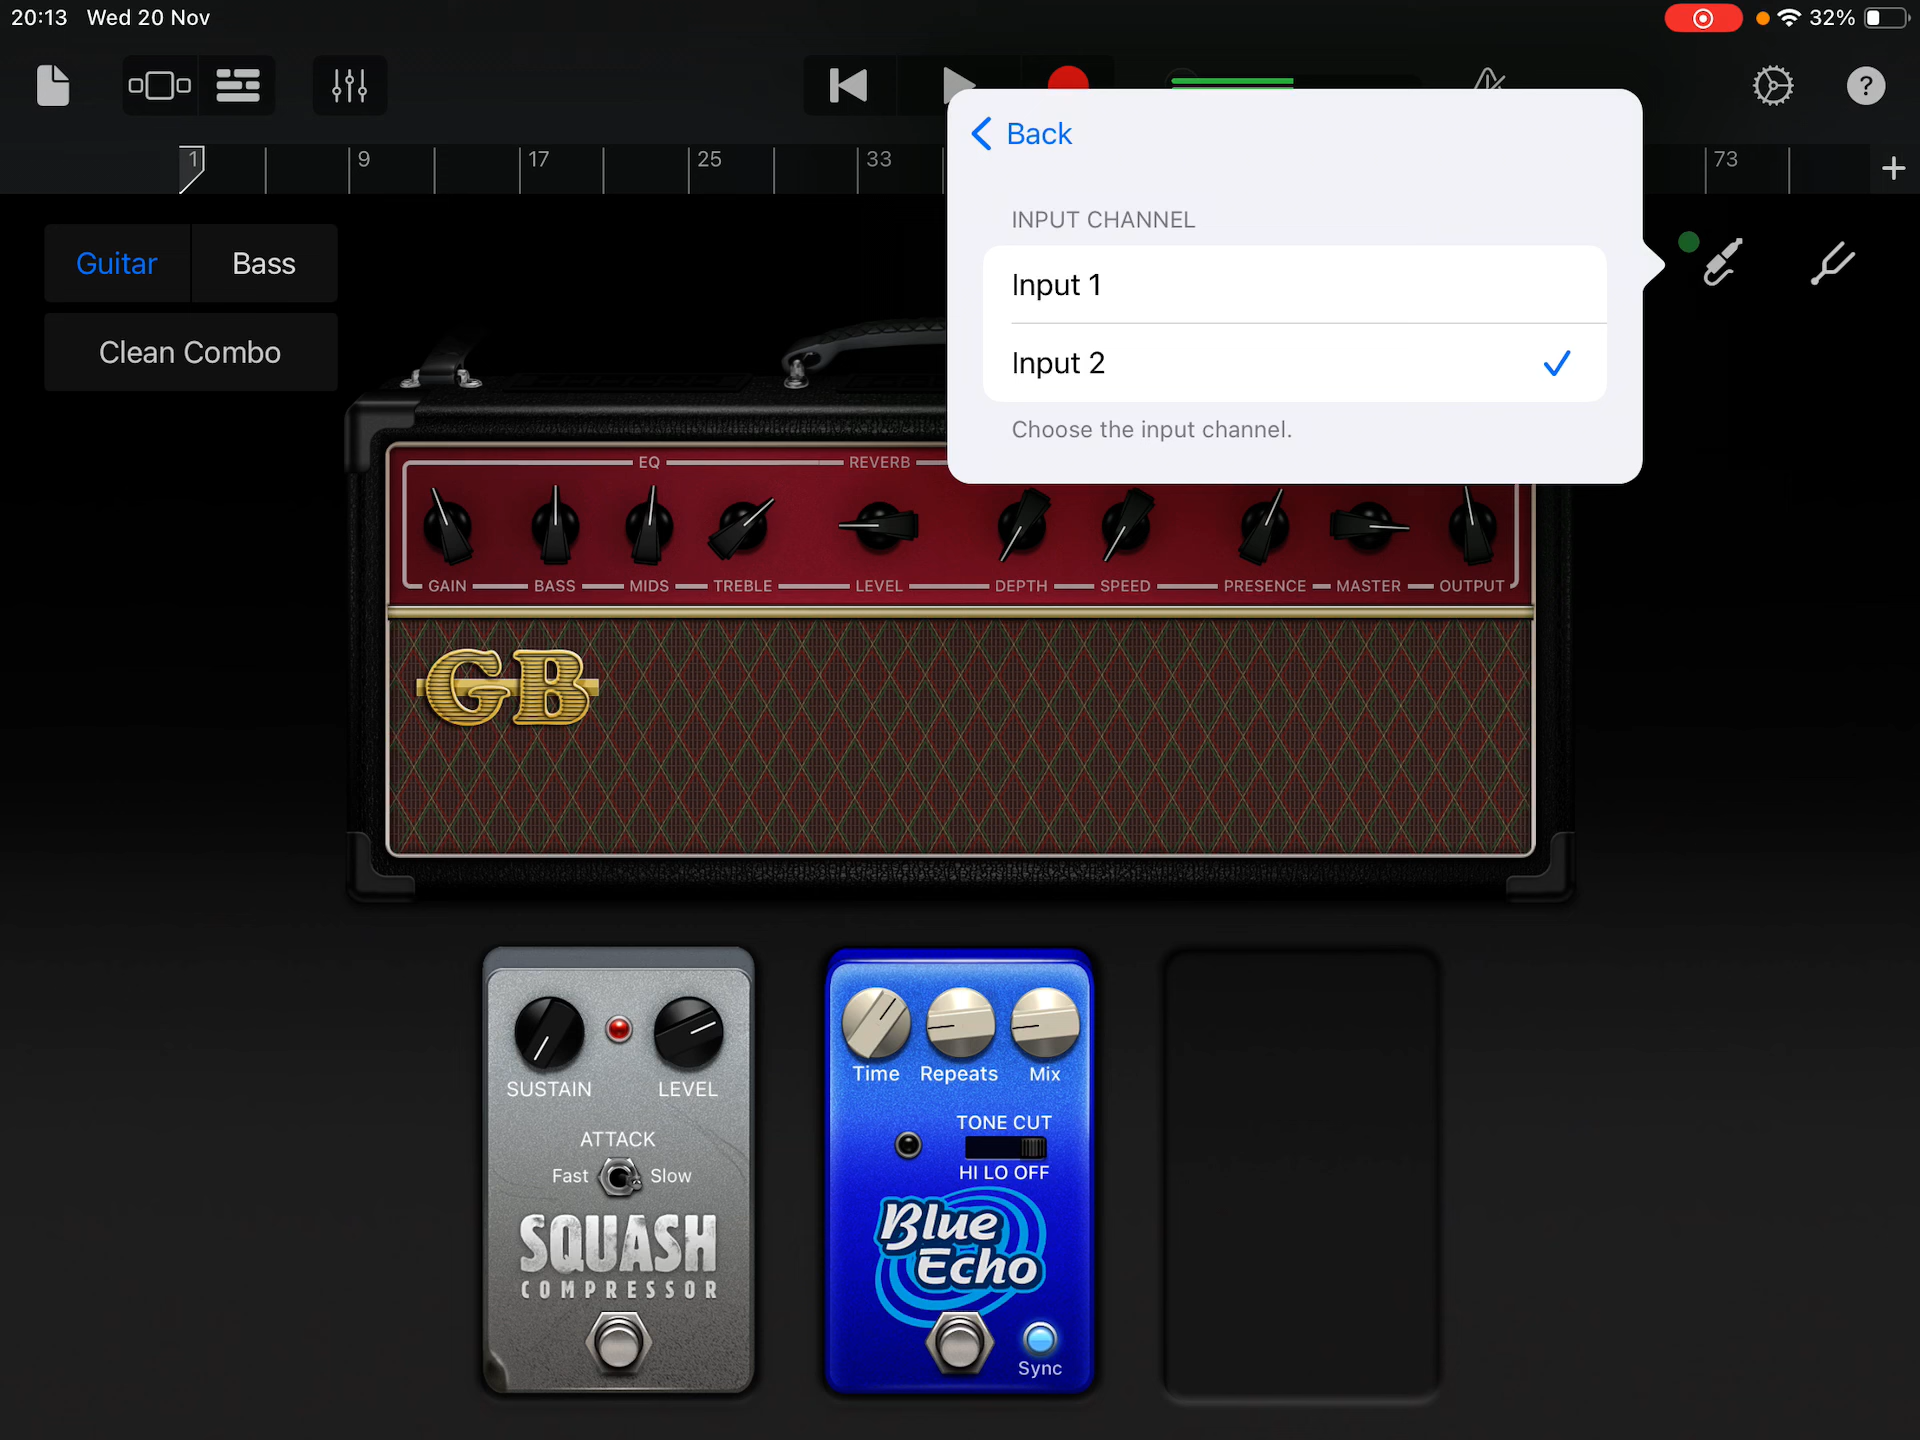 20:13 Wed 20 Nov
32%
?
1 9 17 25 33 73
+
Back
INPUT CHANNEL
Input 1
Input 2
Choose the input channel.
Guitar Bass
Clean Combo
EQ REVERB
GAIN BASS MIDS TREBLE LEVEL DEPTH SPEED PRESENCE MASTER OUTPUT
GB
SUSTAIN LEVEL
ATTACK
Fast Slow
SQUASH
COMPRESSOR
Time Repeats Mix
TONE CUT
HI LO OFF
Blue
Echo
Sync